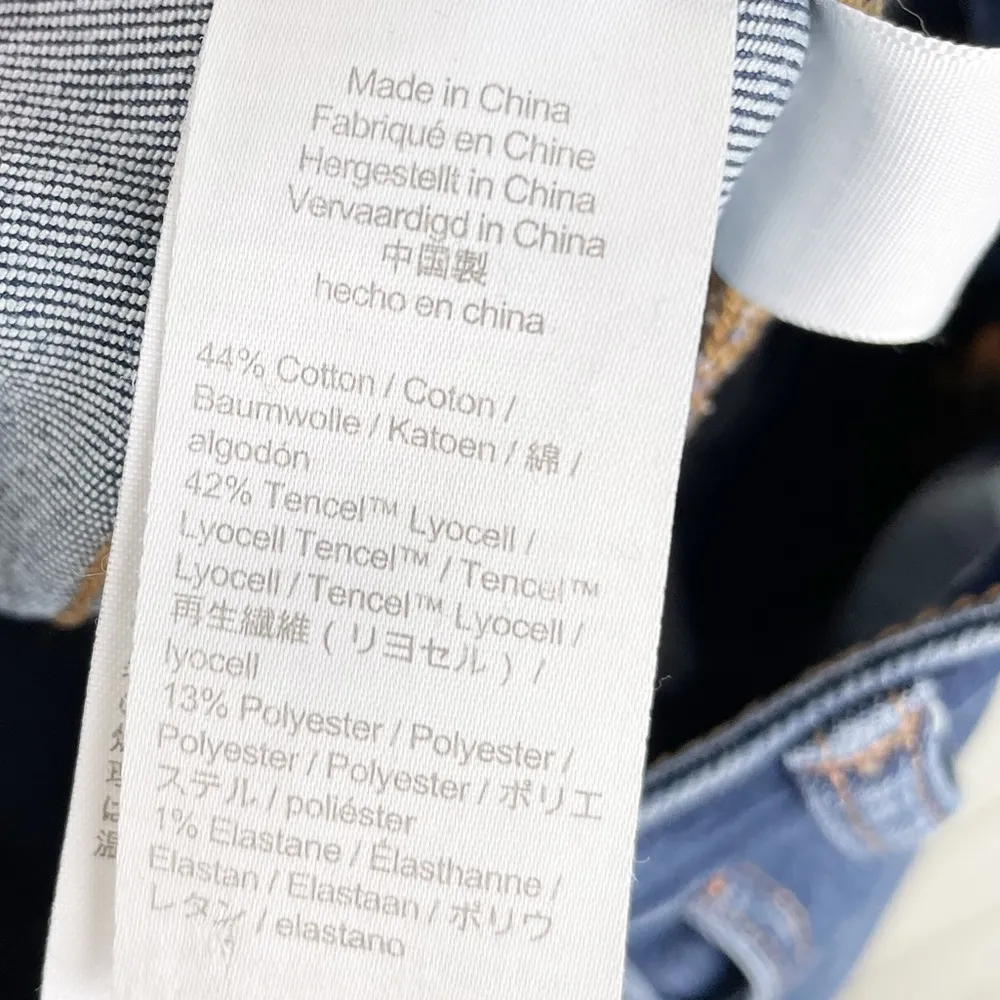 Made in China
Fabriqué en Chine
Hergestellt in China
Vervaardigd in China
中国製
hecho en china
44% Cotton / Coton /
Baumwolle / Katoen / 綿 /
algodón
42% Tencel™ Lyocell /
Lyocell Tencel™ / Tencel™
Lyocell / Tencel™ Lyocell /
再生繊維 ( リヨセル ) /
lyocell
13% Polyester / Polyester /
Polyester / Polyester / ポリエ
ステル / poliéster
1% Elastane / Élasthanne /
Elastan / Elastaan / ポリウ
レタン / elastano